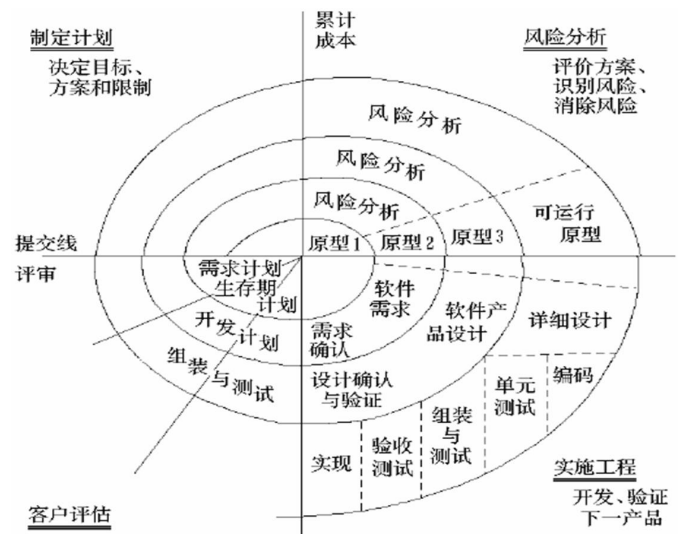 制定计划
决定目标、
方案和限制
累计
成本
风险分析
评价方案、
识别风险、
消除风险
风险分析
风险分析
风险分析
可运行
原型
提交线
原型1
原型2
原型3
评审
需求计划
生存期
计划
软件
需求
软件产
品设计
详细设计
开发计划
需求
确认
组装与测试
设计确认
与验证
组装
与
测试
单元
测试
编码
实现
验收
测试
实施工程
开发、验证
下一产品
客户评估